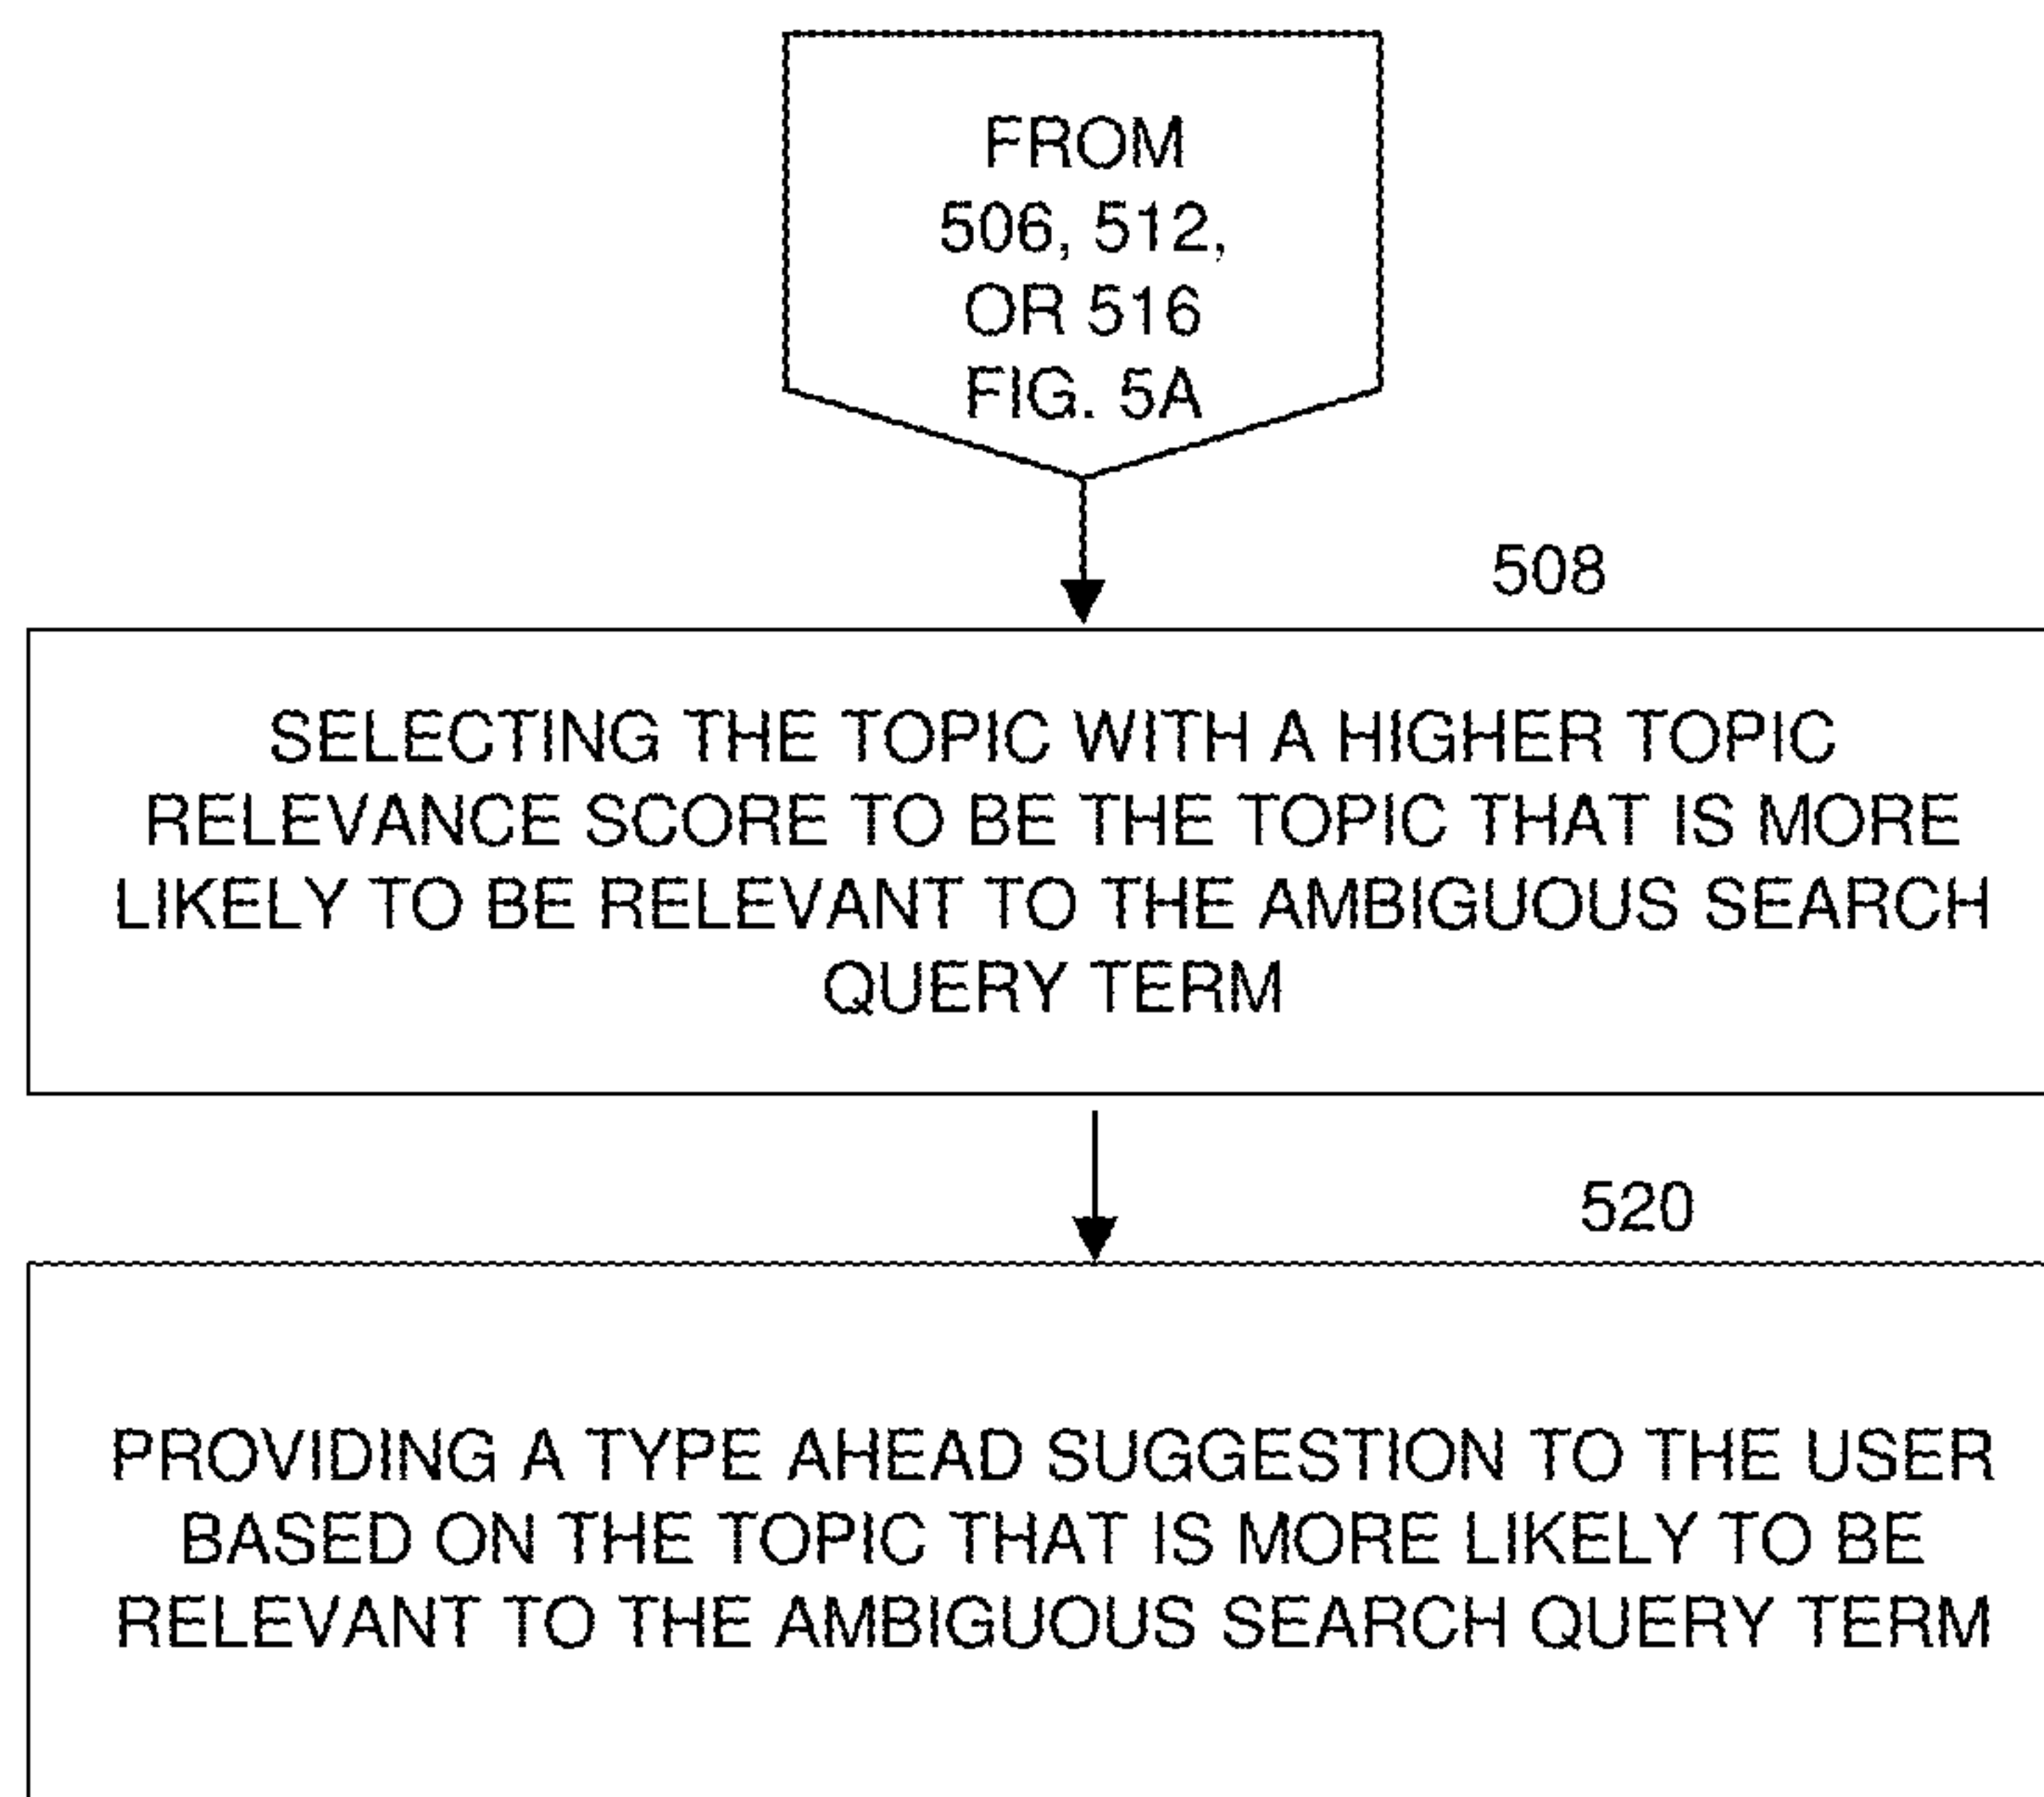 FROM
506, 512,
OR 516
FIG. 5A
508
SELECTING THE TOPIC WITH A HIGHER TOPIC
RELEVANCE SCORE TO BE THE TOPIC THAT IS MORE
LIKELY TO BE RELEVANT TO THE AMBIGUOUS SEARCH
QUERY TERM
520
PROVIDING A TYPE AHEAD SUGGESTION TO THE USER
BASED ON THE TOPIC THAT IS MORE LIKELY TO BE
RELEVANT TO THE AMBIGUOUS SEARCH QUERY TERM